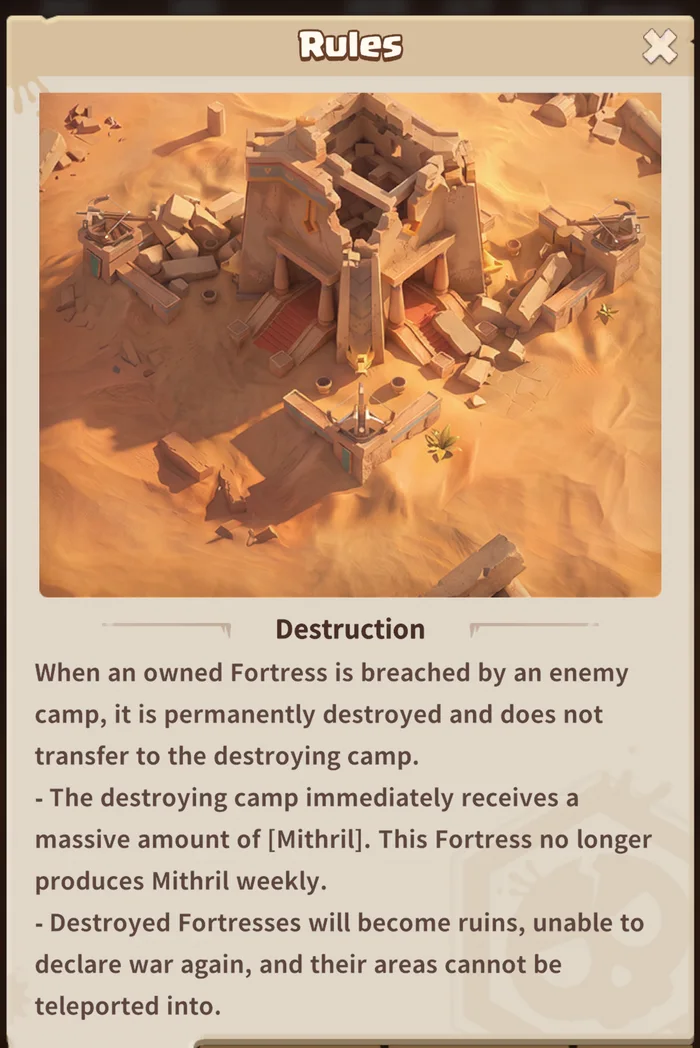 Rules
Destruction
When an owned Fortress is breached by an enemy
camp, it is permanently destroyed and does not
transfer to the destroying camp.
- The destroying camp immediately receives a
massive amount of [Mithril]. This Fortress no longer
produces Mithril weekly.
- Destroyed Fortresses will become ruins, unable to
declare war again, and their areas cannot be
teleported into.